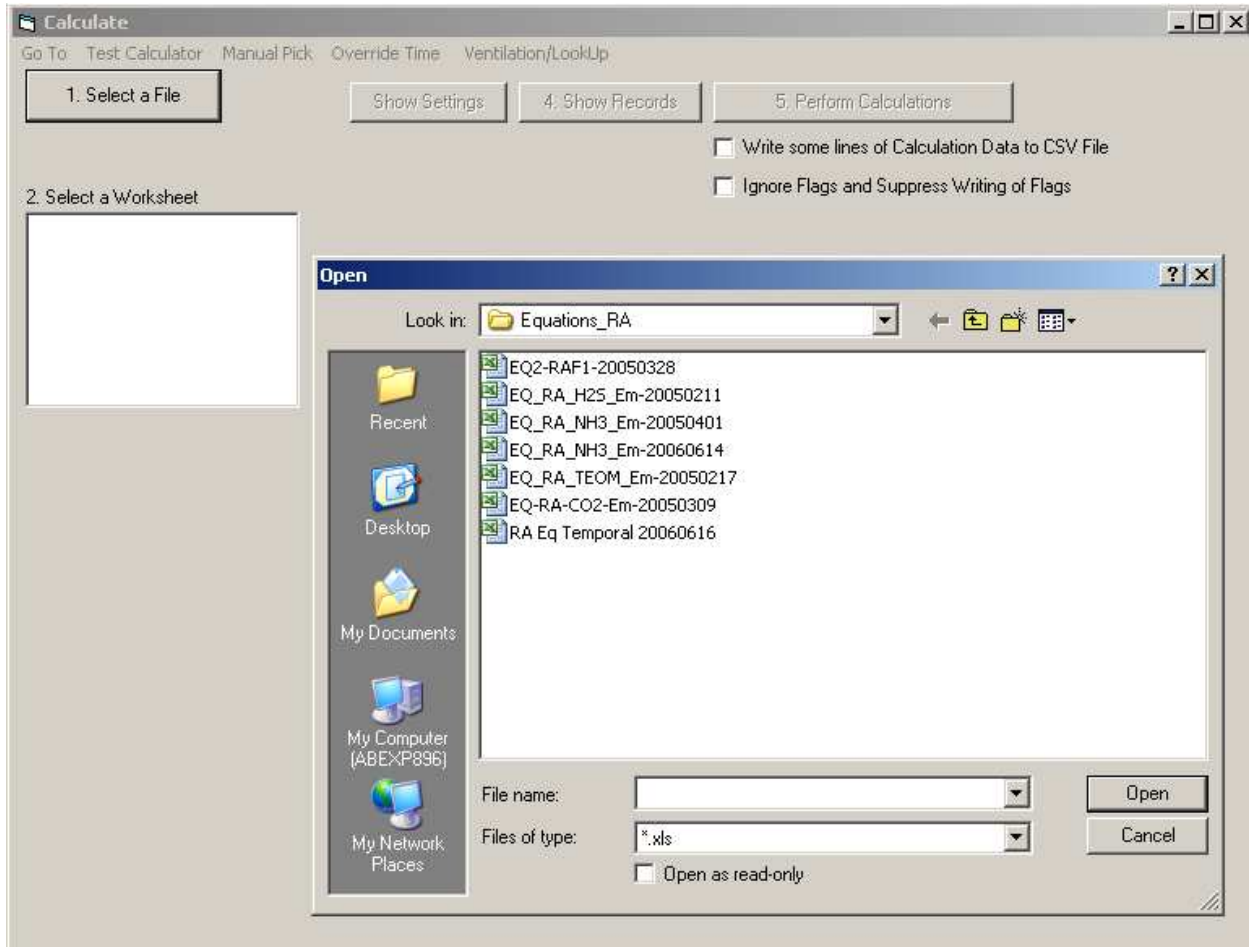 Calculate
Go To Test Calculator Manual Pick Override Time Ventilation/LookUp
1. Select a File
Show Settings
4. Show Records
5. Perform Calculations
Write some lines of Calculation Data to CSV File
Ignore Flags and Suppress Writing of Flags
2. Select a Worksheet
Open
Look in: Equations_RA
Recent
Desktop
My Documents
My Computer
(ABEXP896)
My Network
Places
EQ2-RAF1-20050328
EQ_RA_H2S_Em-20050211
EQ_RA_NH3_Em-20050401
EQ_RA_NH3_Em-20060614
EQ_RA_TEOM_Em-20050217
EQ-RA-CO2-Em-20050309
RA Eq Temporal 20060616
File name:
Open
Files of type: *.xls
Cancel
Open as read-only